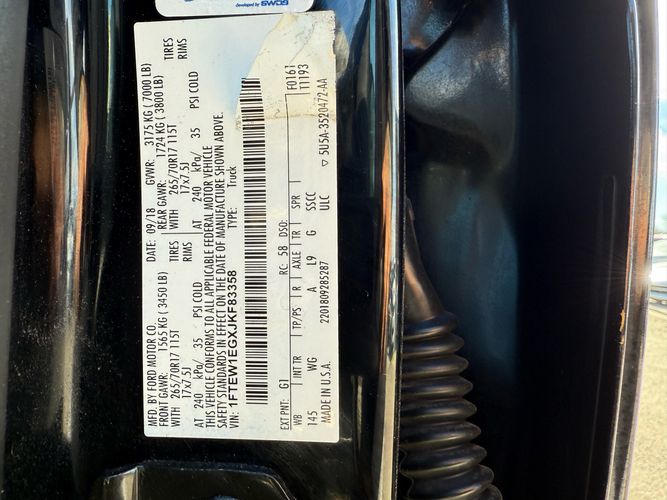 developed by GDMS
MFD. BY FORD MOTOR CO. DATE: 09/18 GVWR: 3175 KG (7000 LB)
FRONT GAWR: 1565 KG (3450 LB) REAR GAWR: 1724 KG (3800 LB)
WITH 265/70R17 115T TIRES WITH 265/70R17 115T TIRES
17x7.5J RIMS 17x7.5J RIMS
AT 240 kPa/ 35 PSI COLD AT 240 kPa/ 35 PSI COLD
THIS VEHICLE CONFORMS TO ALL APPLICABLE FEDERAL MOTOR VEHICLE
SAFETY STANDARDS IN EFFECT ON THE DATE OF MANUFACTURE SHOWN ABOVE.
VIN: 1FTEW1EGXJKF83358 TYPE: Truck
F0161
T1193
EXT PNT: G1 RC: 58 DSO:
WB INT TR TP/PS R AXLE TR SPR
145 WG A L9 G SSCC
MADE IN U.S.A. 2201809285287 ULC
▽ 5U5A-3520472-AA